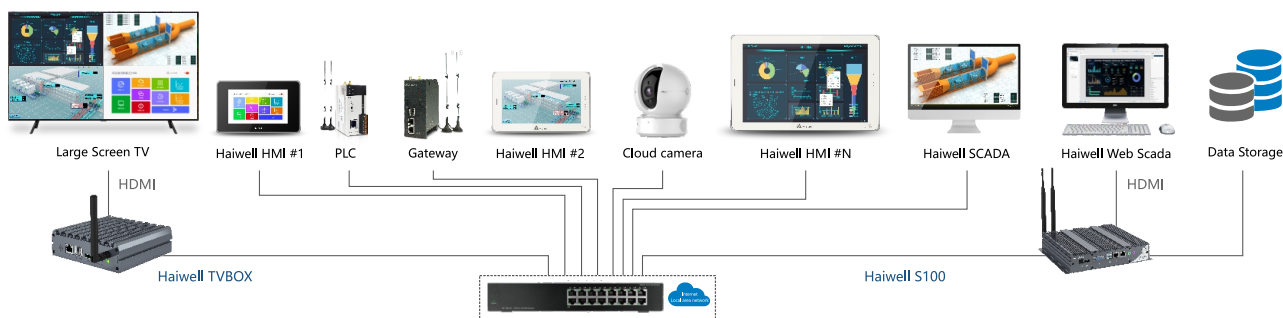 Large Screen TV
Haiwell HMI #1
PLC
Gateway
Haiwell HMI #2
Cloud camera
Haiwell HMI #N
Haiwell SCADA
Haiwell Web Scada
Data Storage
HDMI
HDMI
Haiwell TVBOX
Haiwell S100
Internet
Local area network